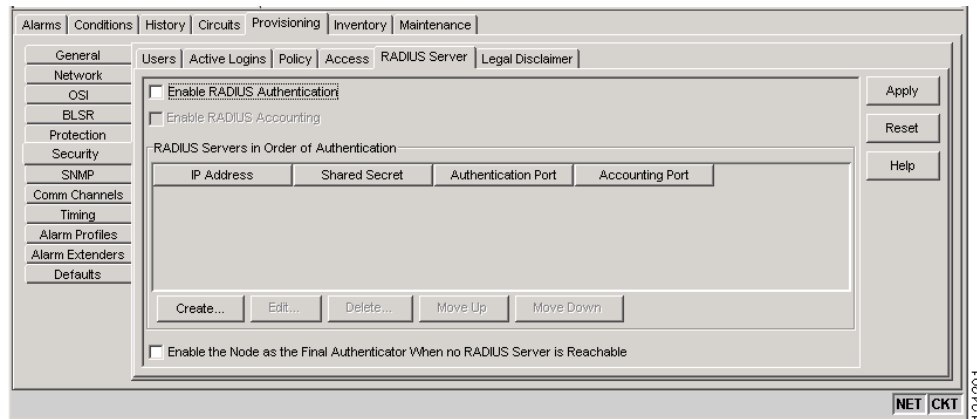 Alarms Conditions History Circuits Provisioning Inventory Maintenance
General
Network
OSI
BLSR
Protection
Security
SNMP
Comm Channels
Timing
Alarm Profiles
Alarm Extenders
Defaults
Users Active Logins Policy Access RADIUS Server Legal Disclaimer
Enable RADIUS Authentication
Enable RADIUS Accounting
RADIUS Servers in Order of Authentication
IP Address Shared Secret Authentication Port Accounting Port
Create... Edit... Delete... Move Up Move Down
Enable the Node as the Final Authenticator When no RADIUS Server is Reachable
Apply
Reset
Help
NET CKT